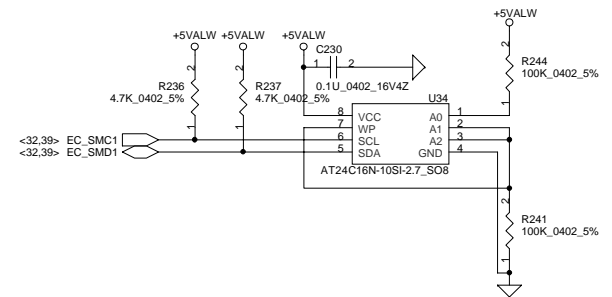 +5VALW
+5VALW +5VALW +5VALW
C230
1 2
0.1U_0402_16V4Z
2
R236
4.7K_0402_5%
1
2
R237
4.7K_0402_5%
1
2
R244
100K_0402_5%
1
U34
8 VCC A0 1
7 WP A1 2
6 SCL A2 3
5 SDA GND 4
AT24C16N-10SI-2.7_SO8
<32,39> EC_SMC1
<32,39> EC_SMD1
2
R241
100K_0402_5%
1